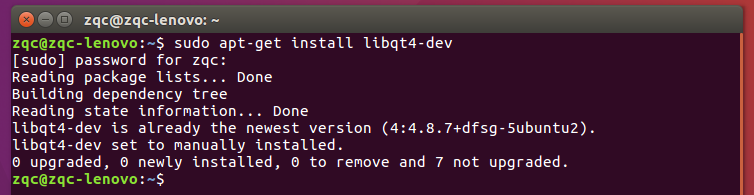 zqc@zqc-lenovo: ~
zqc@zqc-lenovo:~$ sudo apt-get install libqt4-dev
[sudo] password for zqc:
Reading package lists... Done
Building dependency tree
Reading state information... Done
libqt4-dev is already the newest version (4:4.8.7+dfsg-5ubuntu2).
libqt4-dev set to manually installed.
0 upgraded, 0 newly installed, 0 to remove and 7 not upgraded.
zqc@zqc-lenovo:~$